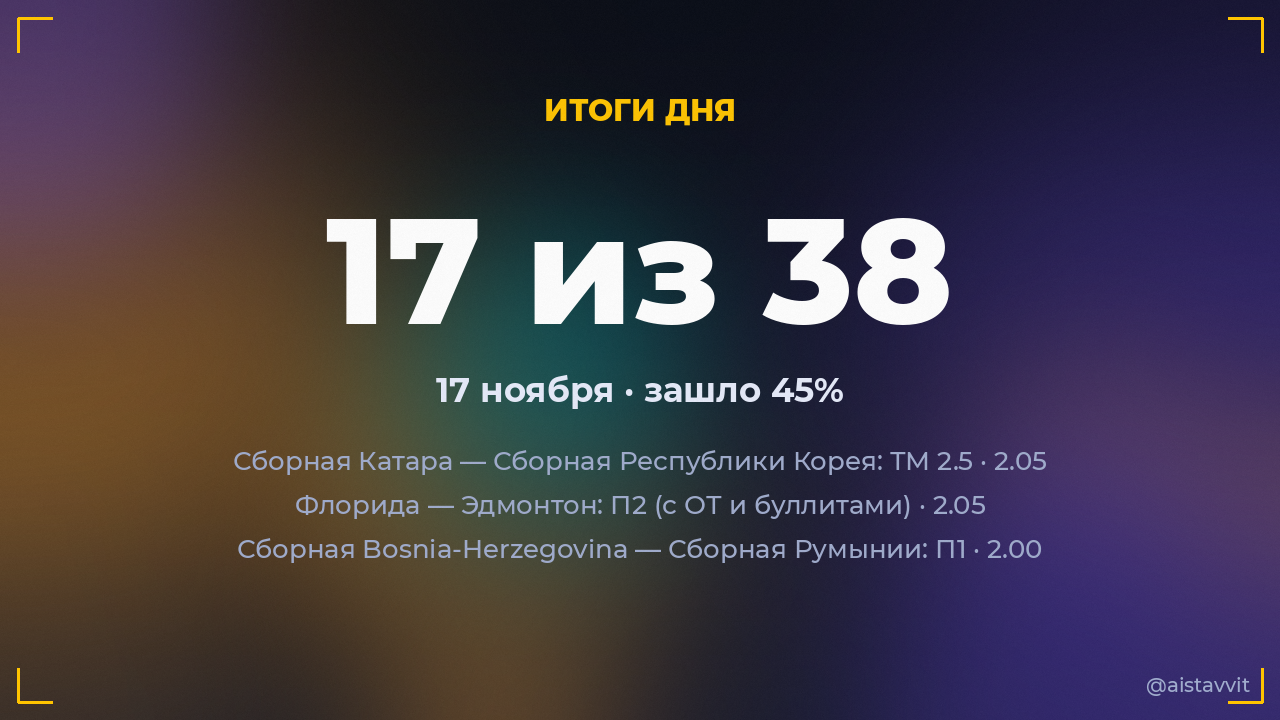 ИТОГИ ДНЯ
17 из 38
17 ноября · зашло 45%
Сборная Катара — Сборная Республики Корея: ТМ 2.5 · 2.05
Флорида — Эдмонтон: П2 (с ОТ и буллитами) · 2.05
Сборная Bosnia-Herzegovina — Сборная Румынии: П1 · 2.00
@aistavvit